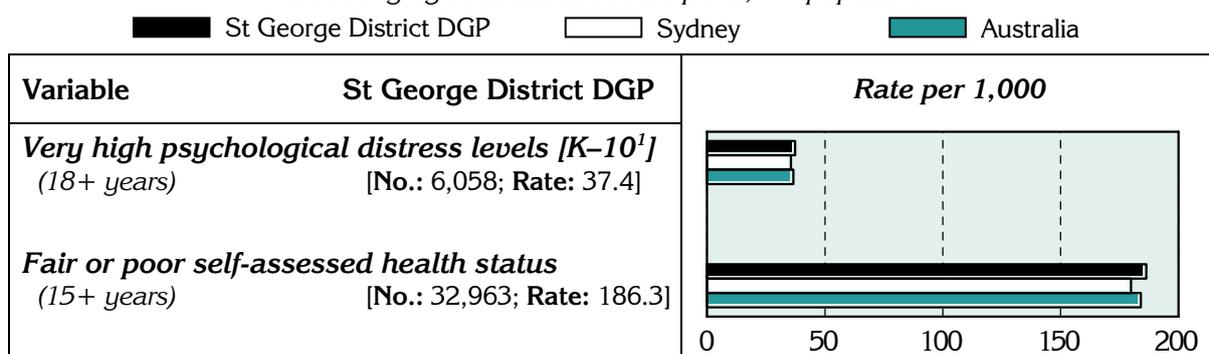 St George District DGP Sydney Australia
Variable St George District DGP Rate per 1,000
Very high psychological distress levels [K–10¹]
(18+ years) [No.: 6,058; Rate: 37.4]
Fair or poor self-assessed health status
(15+ years) [No.: 32,963; Rate: 186.3]
0 50 100 150 200